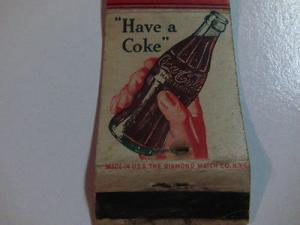 "Have a
Coke"
Coca-Cola
MADE IN U.S.A. THE DIAMOND MATCH CO. N.Y.C.